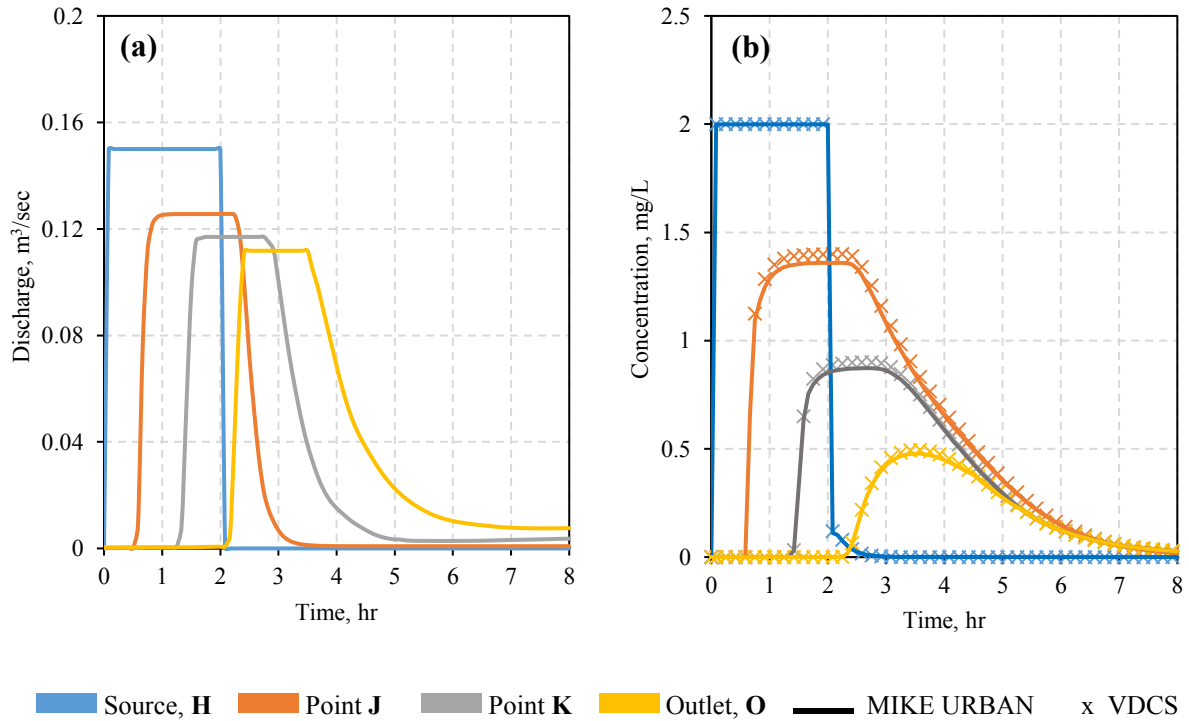 (a)
0.2
0.16
0.12
0.08
0.04
0
Discharge, m³/sec
0 1 2 3 4 5 6 7 8
Time, hr
(b)
2.5
2
1.5
1
0.5
0
Concentration, mg/L
0 1 2 3 4 5 6 7 8
Time, hr
Source, H Point J Point K Outlet, O MIKE URBAN x VDCS